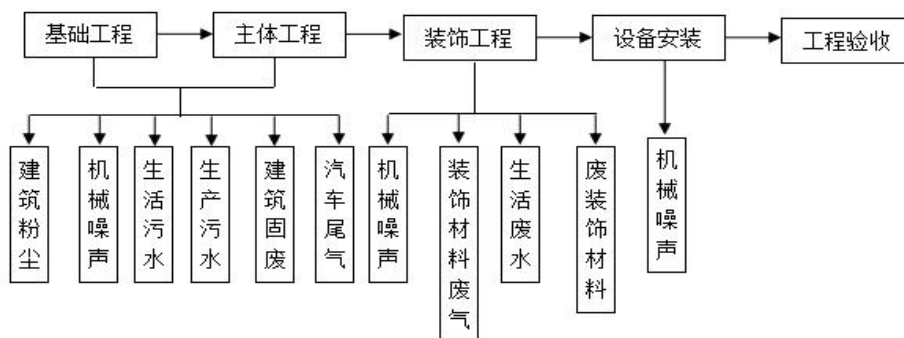 基础工程
主体工程
装饰工程
设备安装
工程验收
建筑粉尘
机械噪声
生活污水
生产污水
建筑固废
汽车尾气
机械噪声
装饰材料废气
生活废水
废装饰材料
机械噪声